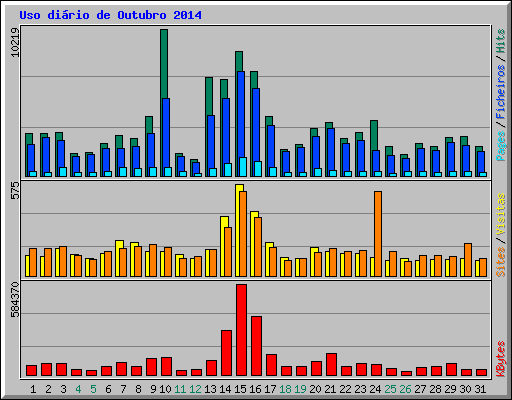 Uso diário de Outubro 2014
10219
Pages / Ficheiros / Hits
575
Sites / Visitas
584370
KBytes
1 2 3 4 5 6 7 8 9 10 11 12 13 14 15 16 17 18 19 20 21 22 23 24 25 26 27 28 29 30 31